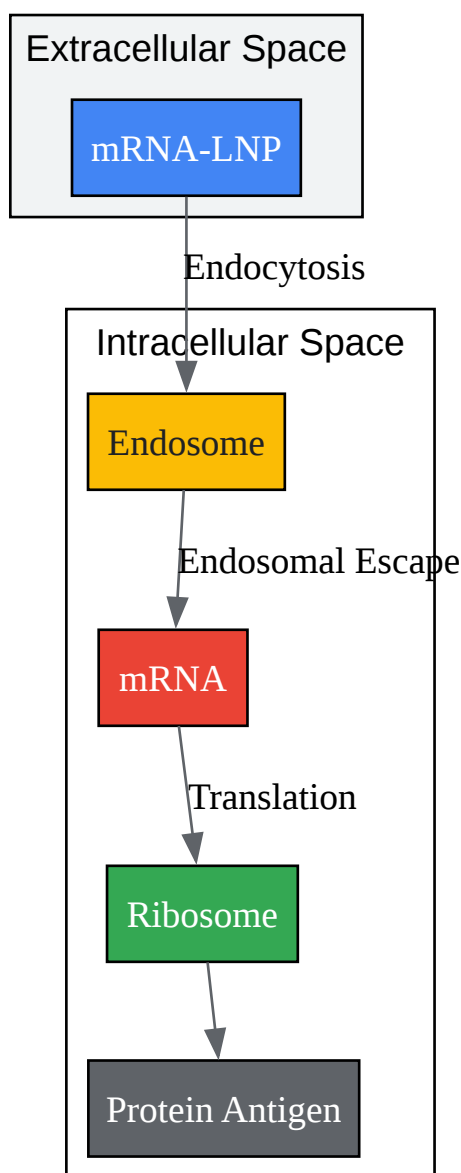 Extracellular Space
mRNA-LNP
Endocytosis
Intracellular Space
Endosome
Endosomal Escape
mRNA
Translation
Ribosome
Protein Antigen